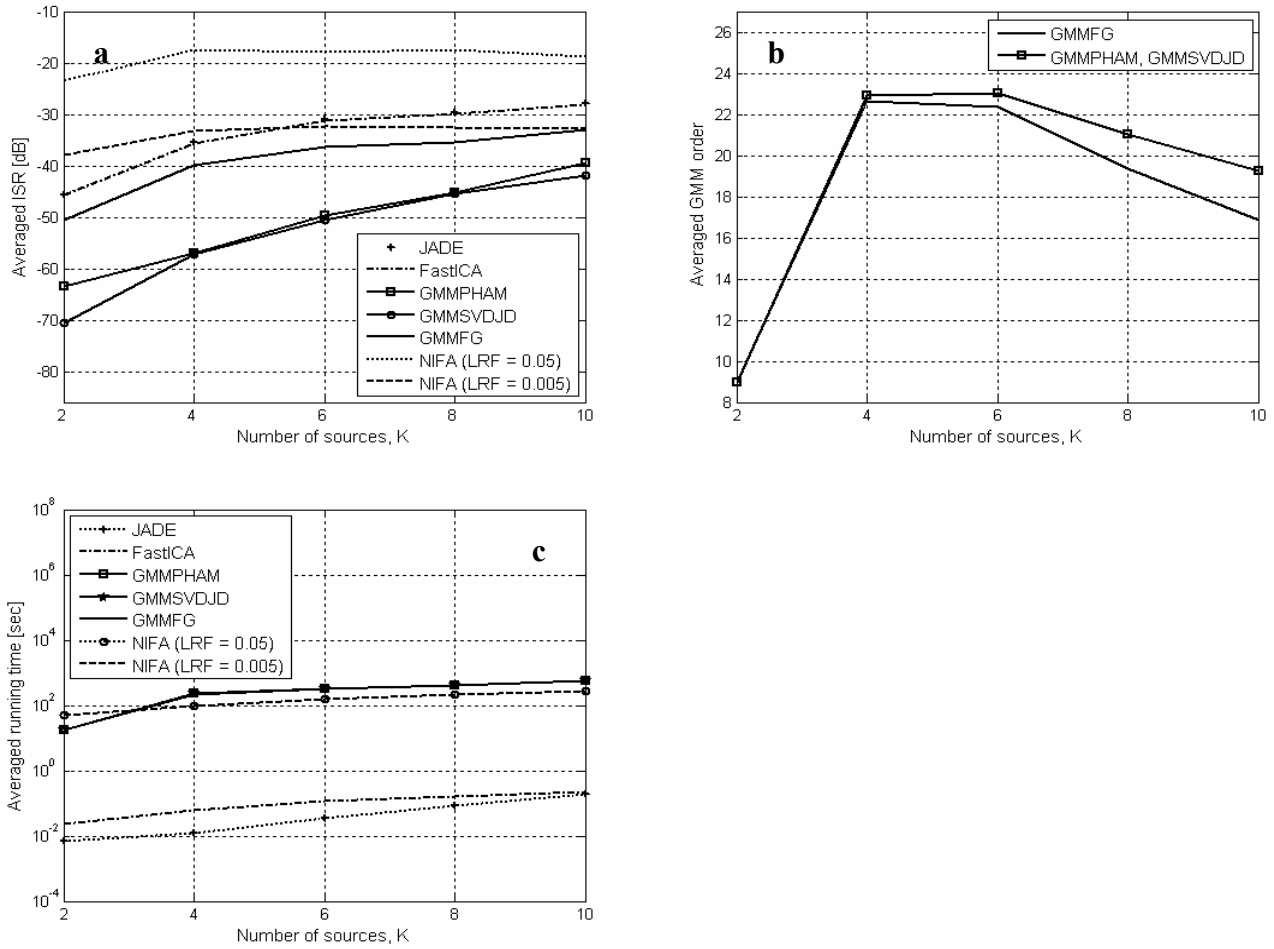 a
Averaged ISR [dB]
-10
-20
-30
-40
-50
-60
-70
-80
JADE
FastICA
GMMPHAM
GMMSVDJD
GMMFG
NIFA (LRF = 0.05)
NIFA (LRF = 0.005)
2 4 6 8 10
Number of sources, K
b
Averaged GMM order
26
24
22
20
18
16
14
12
10
8
GMMFG
GMMPHAM, GMMSVDJD
2 4 6 8 10
Number of sources, K
c
Averaged running time [sec]
10^8
10^6
10^4
10^2
10^0
10^-2
10^-4
JADE
FastICA
GMMPHAM
GMMSVDJD
GMMFG
NIFA (LRF = 0.05)
NIFA (LRF = 0.005)
2 4 6 8 10
Number of sources, K